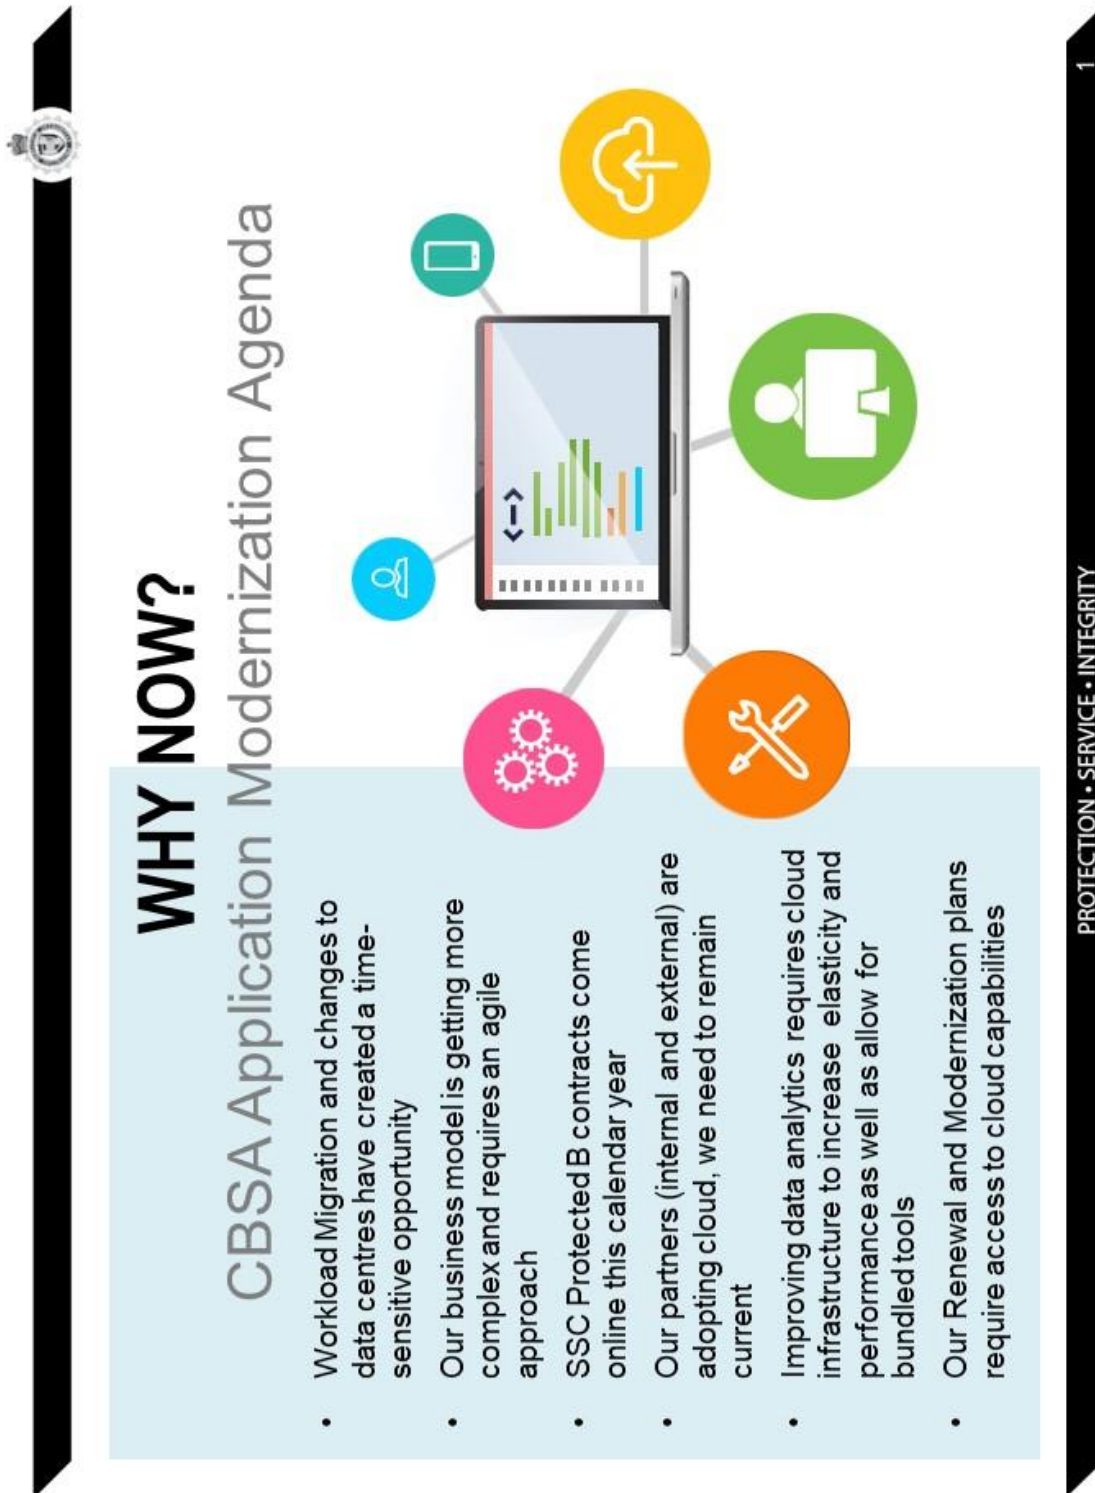 WHY NOW?
CBSA Application Modernization Agenda
• Workload Migration and changes to
data centres have created a time-
sensitive opportunity
• Our business model is getting more
complex and requires an agile
approach
• SSC Protected B contracts come
online this calendar year
• Our partners (internal and external) are
adopting cloud, we need to remain
current
• Improving data analytics requires cloud
infrastructure to increase elasticity and
performance as well as allow for
bundled tools
• Our Renewal and Modernization plans
require access to cloud capabilities
PROTECTION • SERVICE • INTEGRITY
1